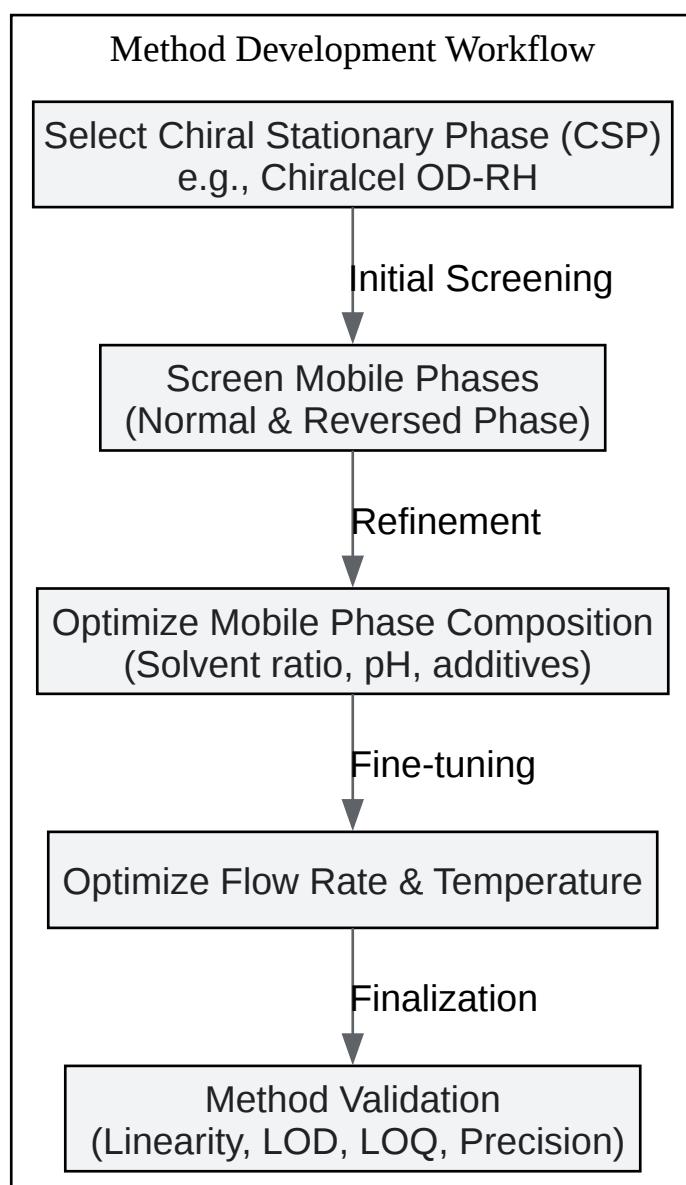 Method Development Workflow
Select Chiral Stationary Phase (CSP)
e.g., Chiralcel OD-RH
Initial Screening
Screen Mobile Phases
(Normal & Reversed Phase)
Refinement
Optimize Mobile Phase Composition
(Solvent ratio, pH, additives)
Fine-tuning
Optimize Flow Rate & Temperature
Finalization
Method Validation
(Linearity, LOD, LOQ, Precision)